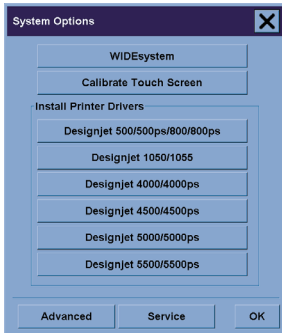 System Options
WIDEsystem
Calibrate Touch Screen
Install Printer Drivers
Designjet 500/500ps/800/800ps
Designjet 1050/1055
Designjet 4000/4000ps
Designjet 4500/4500ps
Designjet 5000/5000ps
Designjet 5500/5500ps
Advanced Service OK